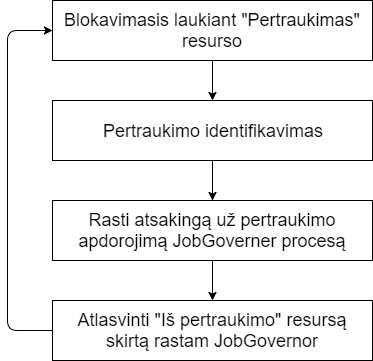 Blokavimasis laukiant "Pertraukimas"
resurso
Pertraukimo identifikavimas
Rasti atsakingą už pertraukimo
apdorojimą JobGoverner procesą
Atlasvinti "Iš pertraukimo" resursą
skirtą rastam JobGovernor